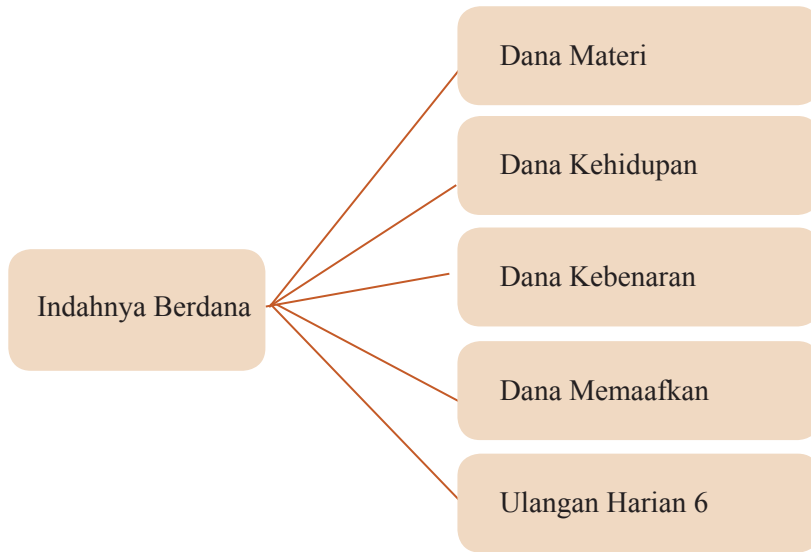 Indahnya Berdana
Dana Materi
Dana Kehidupan
Dana Kebenaran
Dana Memaafkan
Ulangan Harian 6